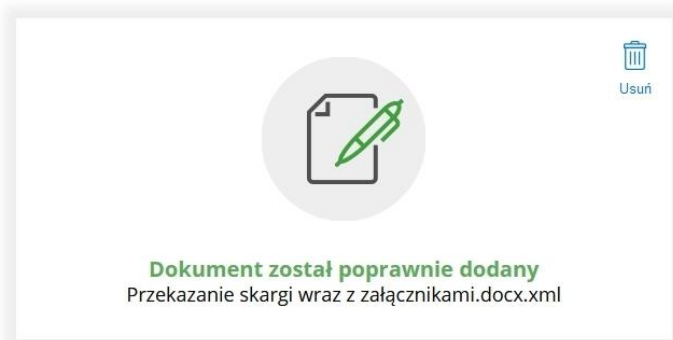 Usuń
Dokument został poprawnie dodany
Przekazanie skargi wraz z załącznikami.docx.xml